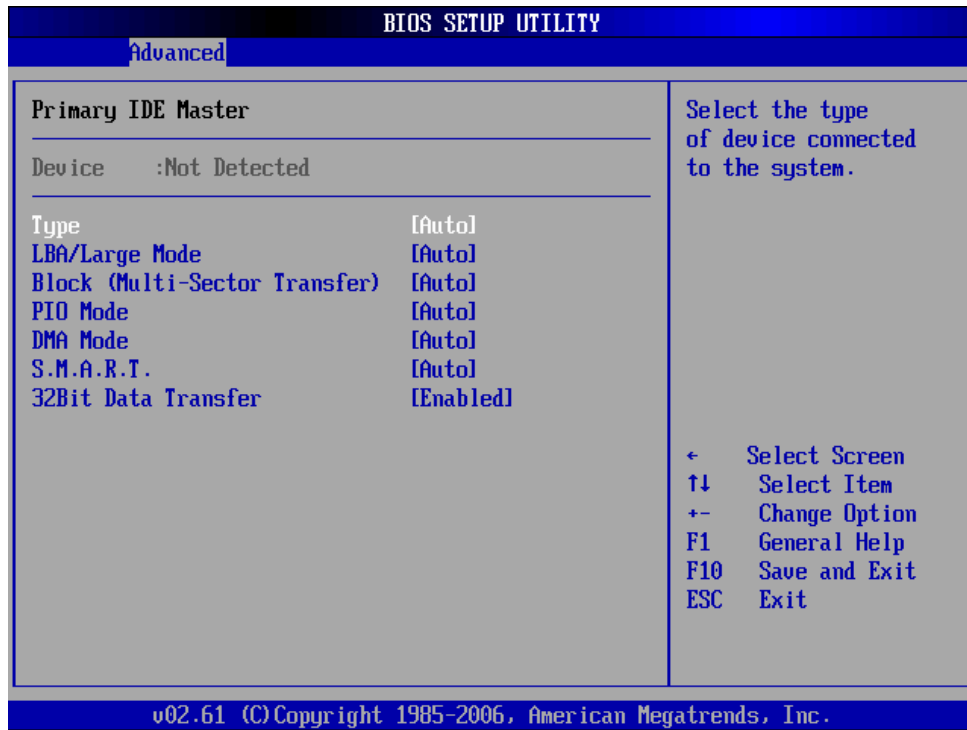 BIOS SETUP UTILITY
Advanced
Primary IDE Master
Device :Not Detected
Type [Auto]
LBA/Large Mode [Auto]
Block (Multi-Sector Transfer) [Auto]
PIO Mode [Auto]
DMA Mode [Auto]
S.M.A.R.T. [Auto]
32Bit Data Transfer [Enabled]
Select the type
of device connected
to the system.
← Select Screen
↑↓ Select Item
+- Change Option
F1 General Help
F10 Save and Exit
ESC Exit
v02.61 (C)Copyright 1985-2006, American Megatrends, Inc.